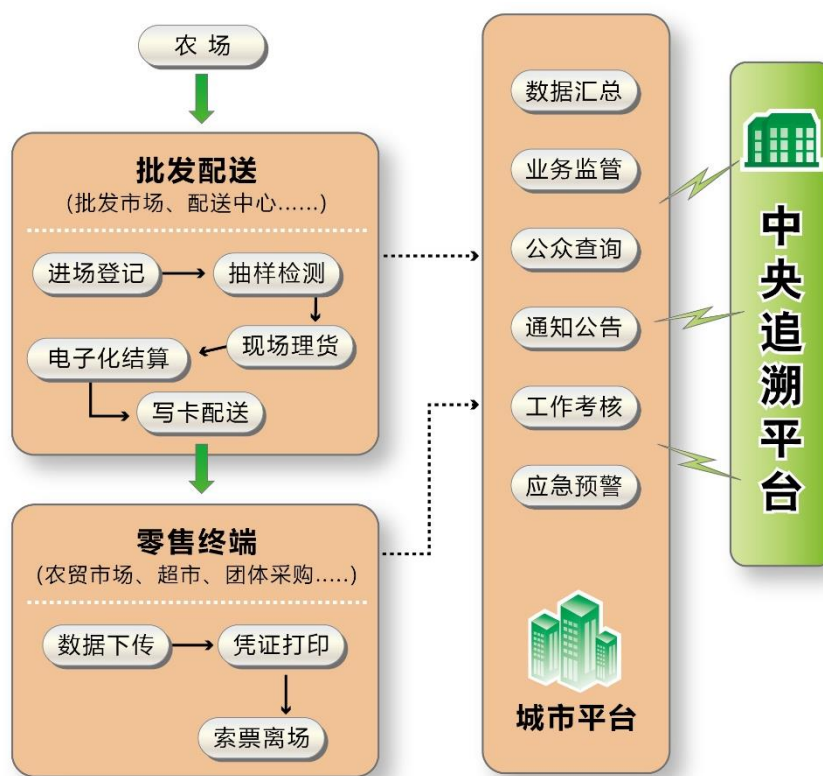 农 场
批发配送
(批发市场、配送中心……)
进场登记
抽样检测
现场理货
电子化结算
写卡配送
零售终端
(农贸市场、超市、团体采购.....)
数据下传
凭证打印
索票离场
数据汇总
业务监管
公众查询
通知公告
工作考核
应急预警
城市平台
中央追溯平台